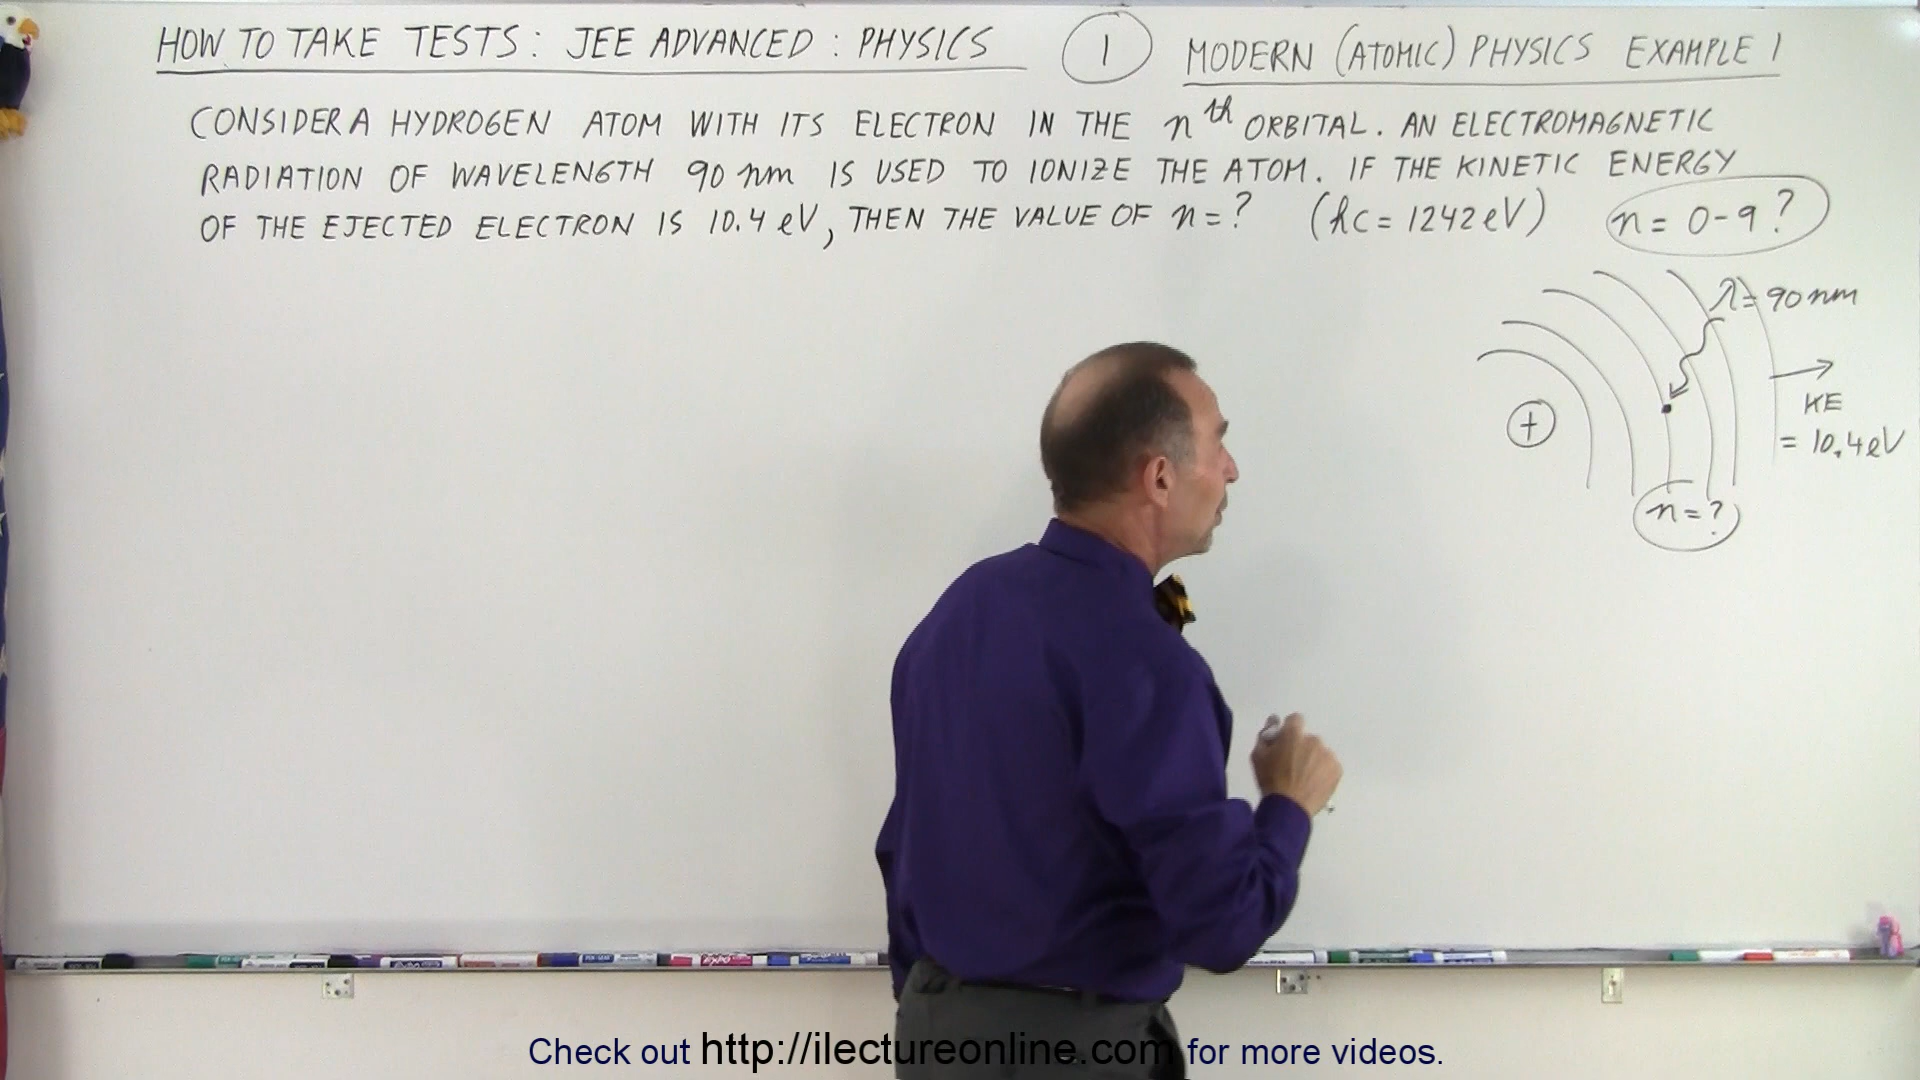 HOW TO TAKE TESTS: JEE ADVANCED: PHYSICS 1 MODERN (ATOMIC) PHYSICS EXAMPLE 1
CONSIDER A HYDROGEN ATOM WITH ITS ELECTRON IN THE nth ORBITAL. AN ELECTROMAGNETIC
RADIATION OF WAVELENGTH 90 nm IS USED TO IONIZE THE ATOM. IF THE KINETIC ENERGY
OF THE EJECTED ELECTRON IS 10.4 eV, THEN THE VALUE OF n=? (hc = 1242 eV) n = 0-9?
λ = 90 nm
+
KE
= 10.4 eV
n = ?
Check out http://ilectureonline.com for more videos.